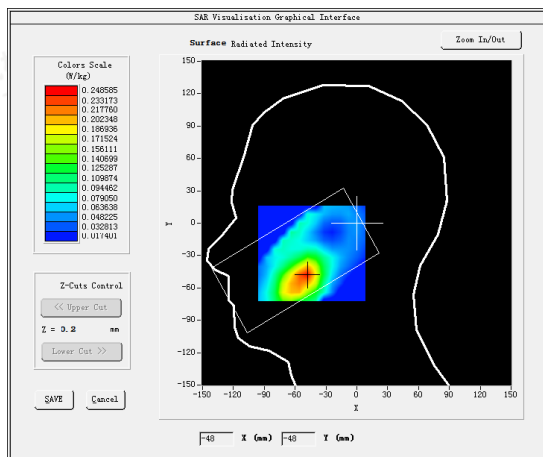 SAR Visualisation Graphical Interface
Surface Radiated Intensity
Zoom In/Out
Colors Scale
(W/kg)
0.248585
0.233173
0.217760
0.202348
0.186936
0.171524
0.156111
0.140699
0.125287
0.109874
0.094462
0.079050
0.063638
0.048225
0.032813
0.017401
Z-Cuts Control
<< Upper Cut
Z = 0.2 mm
Lower Cut >>
SAVE
Cancel
150
120
90
60
30
0
-30
-60
-90
-120
-150
Y
-150 -120 -90 -60 -30 0 30 60 90 120 150
X
-48 X (mm) -48 Y (mm)